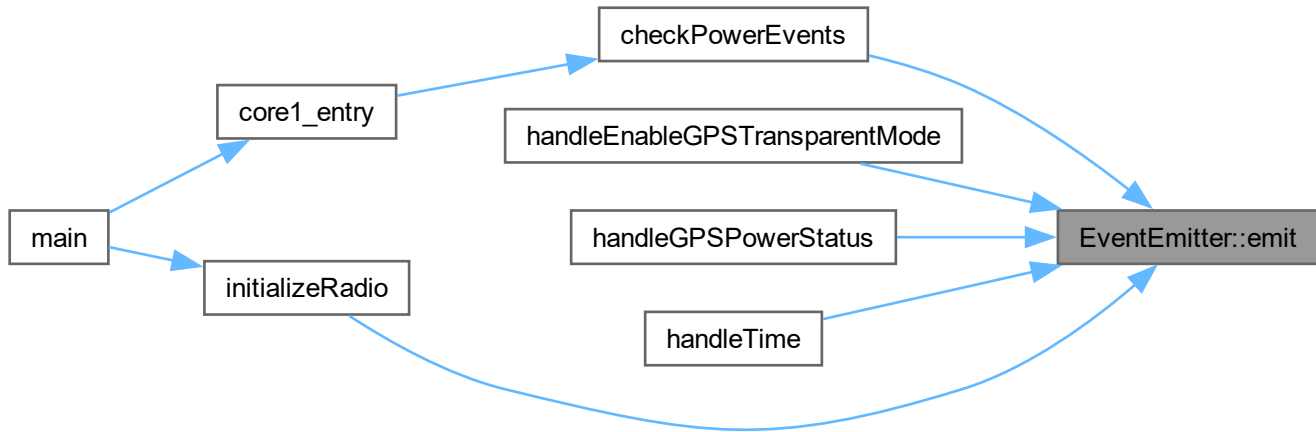 checkPowerEvents
core1_entry
handleEnableGPSTransparentMode
main
handleGPSPowerStatus
EventEmitter::emit
initializeRadio
handleTime